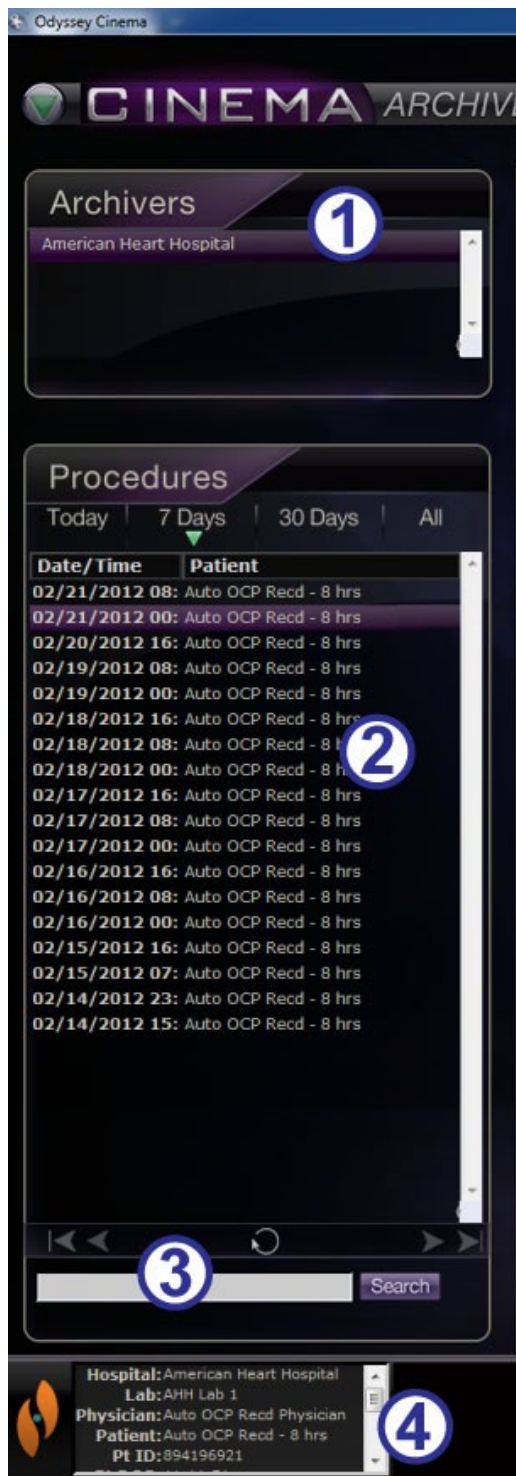 Odyssey Cinema
CINEMA ARCHIV
Archivers
1
American Heart Hospital
Procedures
Today 7 Days 30 Days All
Date/Time Patient
02/21/2012 08: Auto OCP Recd - 8 hrs
02/21/2012 00: Auto OCP Recd - 8 hrs
02/20/2012 16: Auto OCP Recd - 8 hrs
02/19/2012 08: Auto OCP Recd - 8 hrs
02/19/2012 00: Auto OCP Recd - 8 hrs
02/18/2012 16: Auto OCP Recd - 8 hrs
02/18/2012 08: Auto OCP Recd - 8 h
2
02/18/2012 00: Auto OCP Recd - 8 h
02/17/2012 16: Auto OCP Recd - 8 hrs
02/17/2012 08: Auto OCP Recd - 8 hrs
02/17/2012 00: Auto OCP Recd - 8 hrs
02/16/2012 16: Auto OCP Recd - 8 hrs
02/16/2012 08: Auto OCP Recd - 8 hrs
02/16/2012 00: Auto OCP Recd - 8 hrs
02/15/2012 16: Auto OCP Recd - 8 hrs
02/15/2012 07: Auto OCP Recd - 8 hrs
02/14/2012 23: Auto OCP Recd - 8 hrs
02/14/2012 15: Auto OCP Recd - 8 hrs
3
Search
Hospital: American Heart Hospital
Lab: AHH Lab 1
Physician: Auto OCP Recd Physician
4
Patient: Auto OCP Recd - 8 hrs
Pt ID: 894196921